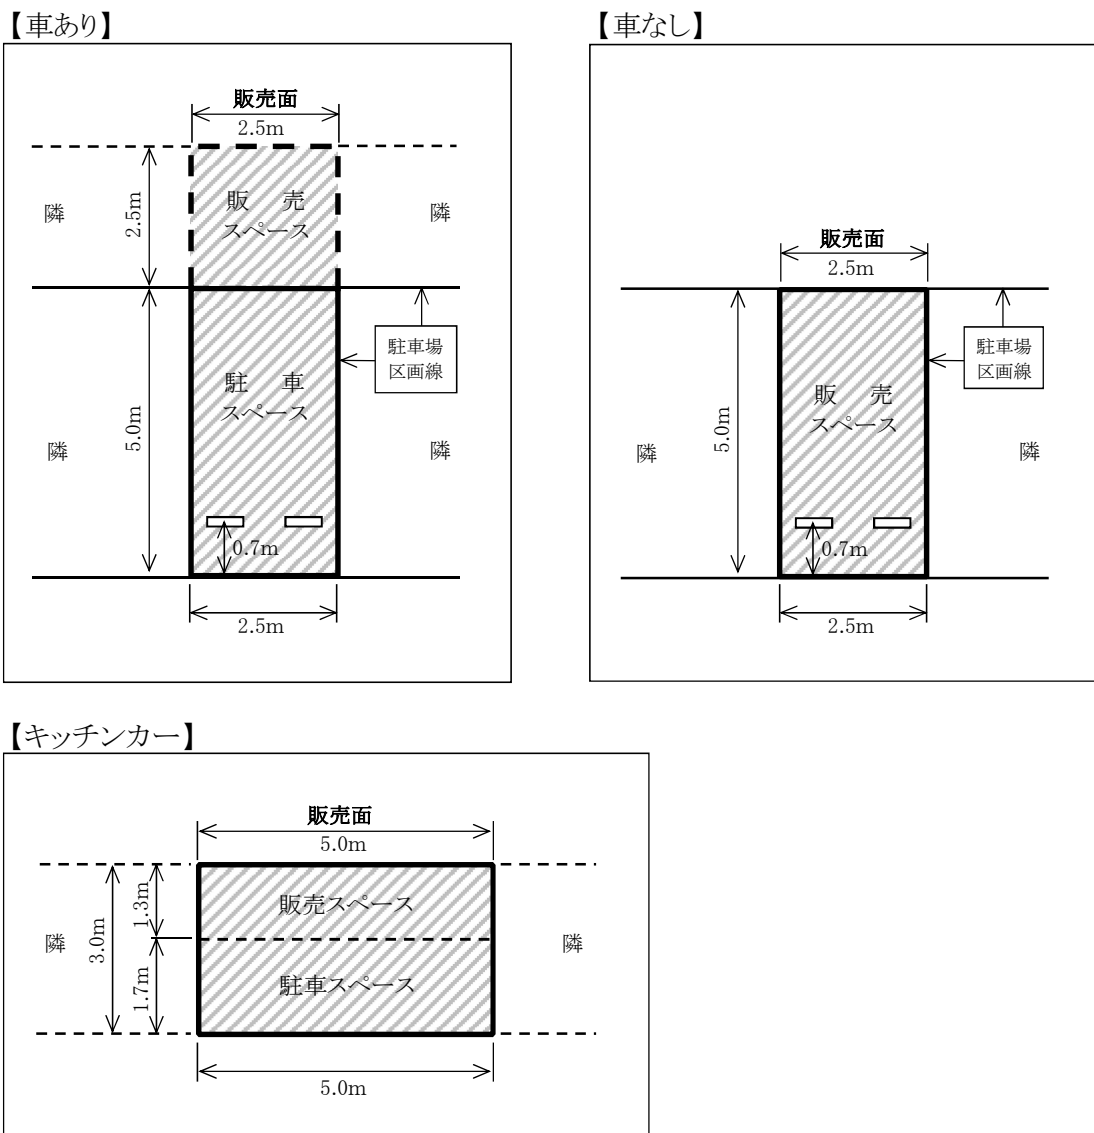 【車あり】
販売面
2.5m
2.5m
販　売
スペース
隣
隣
駐車場
区画線
5.0m
駐　車
スペース
隣
隣
0.7m
2.5m
【車なし】
販売面
2.5m
駐車場
区画線
5.0m
販　売
スペース
隣
隣
0.7m
2.5m
【キッチンカー】
販売面
5.0m
隣
3.0m
1.3m
販売スペース
隣
1.7m
駐車スペース
5.0m